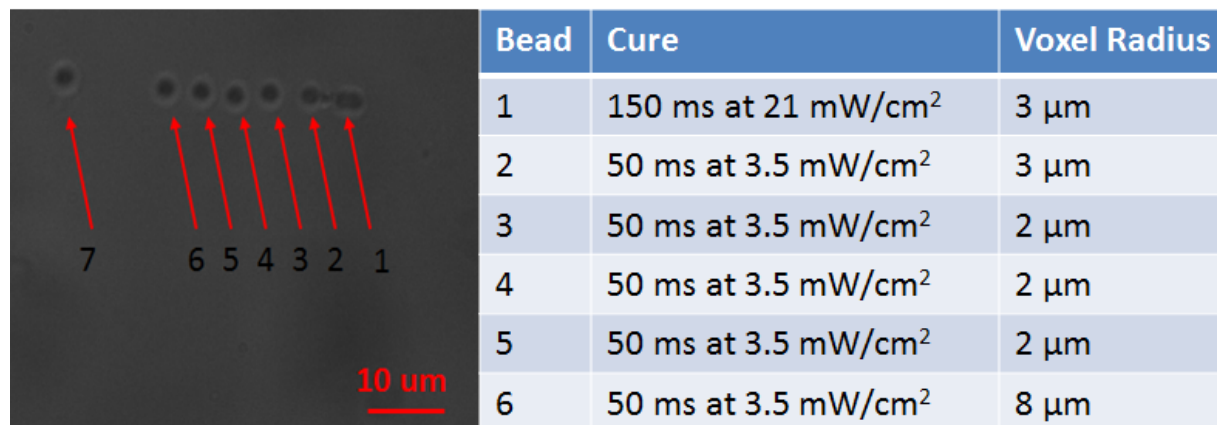 7 6 5 4 3 2 1
10 um
Bead Cure Voxel Radius
1 150 ms at 21 mW/cm² 3 µm
2 50 ms at 3.5 mW/cm² 3 µm
3 50 ms at 3.5 mW/cm² 2 µm
4 50 ms at 3.5 mW/cm² 2 µm
5 50 ms at 3.5 mW/cm² 2 µm
6 50 ms at 3.5 mW/cm² 8 µm